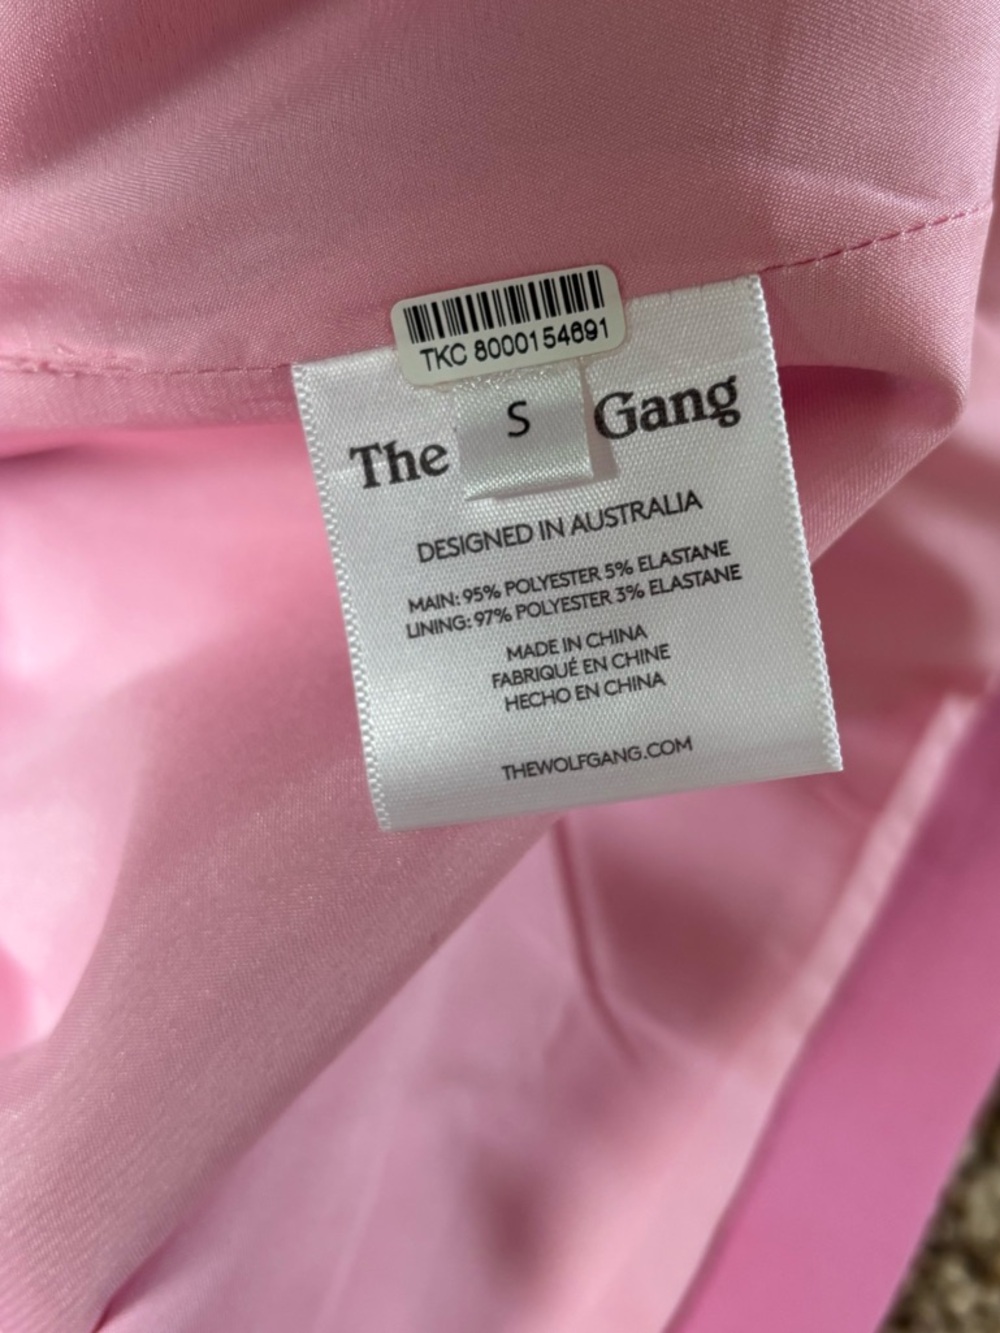 TKC 8000154691
S
The Gang
DESIGNED IN AUSTRALIA
MAIN: 95% POLYESTER 5% ELASTANE
LINING: 97% POLYESTER 3% ELASTANE
MADE IN CHINA
FABRIQUÉ EN CHINE
HECHO EN CHINA
THEWOLFGANG.COM